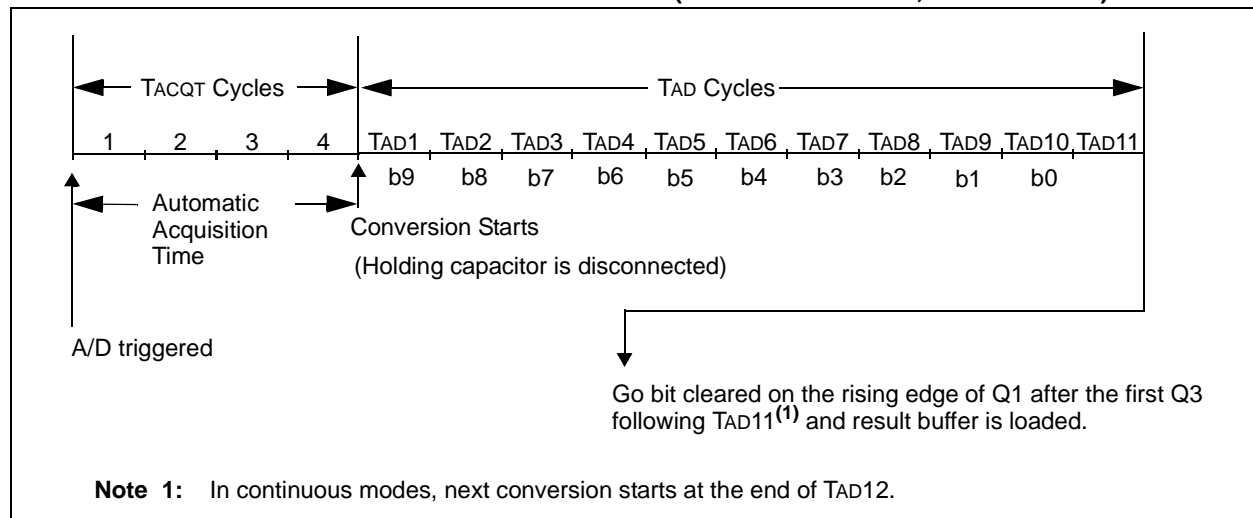 TACQT Cycles
TAD Cycles
1 2 3 4 TAD1 TAD2 TAD3 TAD4 TAD5 TAD6 TAD7 TAD8 TAD9 TAD10 TAD11
b9 b8 b7 b6 b5 b4 b3 b2 b1 b0
Automatic
Acquisition
Time
Conversion Starts
(Holding capacitor is disconnected)
A/D triggered
Go bit cleared on the rising edge of Q1 after the first Q3
following TAD11(1) and result buffer is loaded.
Note 1: In continuous modes, next conversion starts at the end of TAD12.